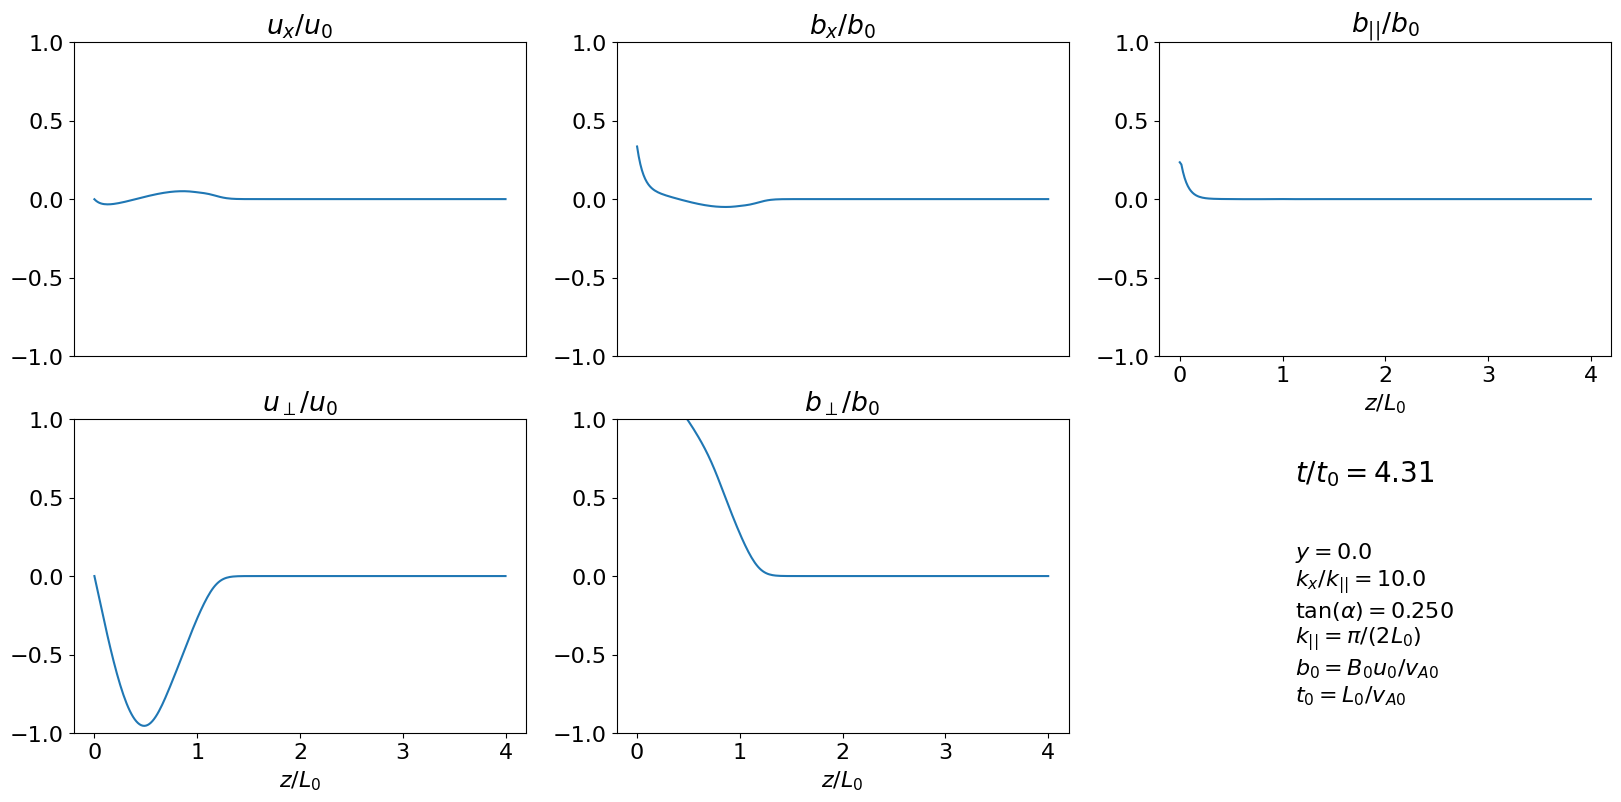 u_x/u_0
b_x/b_0
b_{||}/b_0
1.0
0.5
0.0
−0.5
−1.0
1.0
0.5
0.0
−0.5
−1.0
1.0
0.5
0.0
−0.5
−1.0
0 1 2 3 4
z/L_0
u_⊥/u_0
b_⊥/b_0
1.0
0.5
0.0
−0.5
−1.0
0 1 2 3 4
z/L_0
1.0
0.5
0.0
−0.5
−1.0
0 1 2 3 4
z/L_0
t/t_0 = 4.31
y = 0.0
k_x/k_{||} = 10.0
tan(α) = 0.250
k_{||} = π/(2L_0)
b_0 = B_0u_0/v_{A0}
t_0 = L_0/v_{A0}